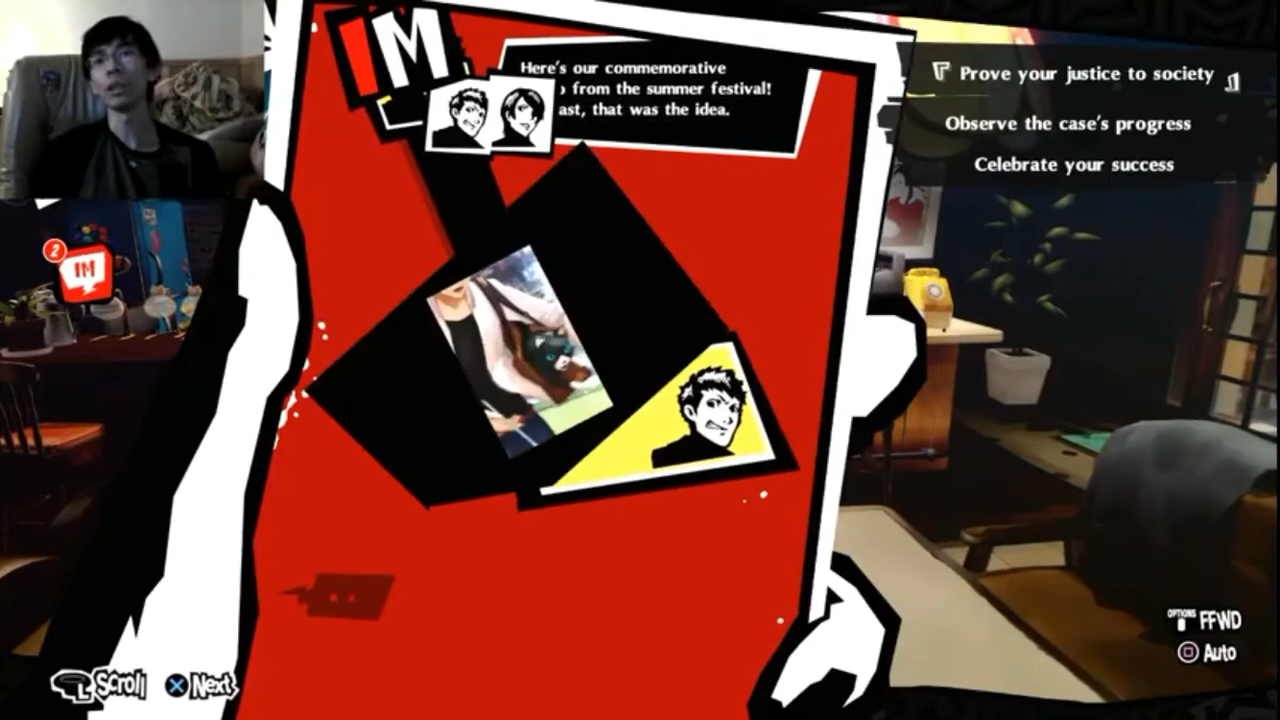 IM
Here's our commemorative
from the summer festival!
ast, that was the idea.
Prove your justice to society
Observe the case's progress
Celebrate your success
2
IM
OPTIONS FFWD
Auto
L Scroll Next